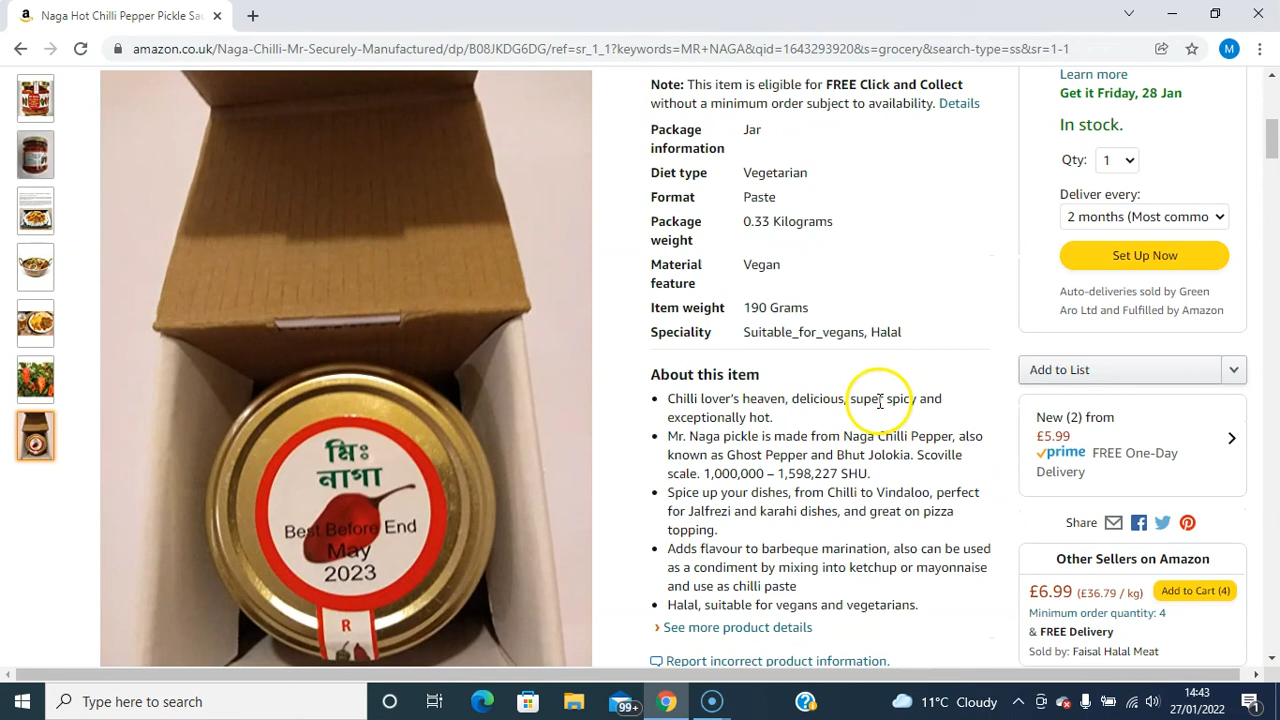 Naga Hot Chilli Pepper Pickle Sau
amazon.co.uk/Naga-Chilli-Mr-Securely-Manufactured/dp/B08JKDG6DG/ref=sr_1_1?keywords=MR+NAGA&qid=1643293920&s=grocery&search-type=ss&sr=1-1
M
Note: This item is eligible for FREE Click and Collect
without a minimum order subject to availability. Details
Package information Jar
Diet type Vegetarian
Format Paste
Package weight 0.33 Kilograms
Material feature Vegan
Item weight 190 Grams
Speciality Suitable_for_vegans, Halal
About this item
• Chilli lover's heaven, delicious, super spicy and
exceptionally hot.
• Mr. Naga pickle is made from Naga Chilli Pepper, also
known as Ghost Pepper and Bhut Jolokia. Scoville
scale. 1,000,000 – 1,598,227 SHU.
• Spice up your dishes, from Chilli to Vindaloo, perfect
for Jalfrezi and karahi dishes, and great on pizza
topping.
• Adds flavour to barbeque marination, also can be used
as a condiment by mixing into ketchup or mayonnaise
and use as chilli paste
• Halal, suitable for vegans and vegetarians.
› See more product details
Report incorrect product information.
মিঃ
নাগা
Best Before End
May
2023
R
Learn more
Get it Friday, 28 Jan
In stock.
Qty: 1
Deliver every:
2 months (Most commo
Set Up Now
Auto-deliveries sold by Green
Aro Ltd and Fulfilled by Amazon
Add to List
New (2) from
£5.99
prime FREE One-Day
Delivery
Share
Other Sellers on Amazon
£6.99 (£36.79 / kg) Add to Cart (4)
Minimum order quantity: 4
& FREE Delivery
Sold by: Faisal Halal Meat
Type here to search
99+
11°C Cloudy
14:43
27/01/2022
1